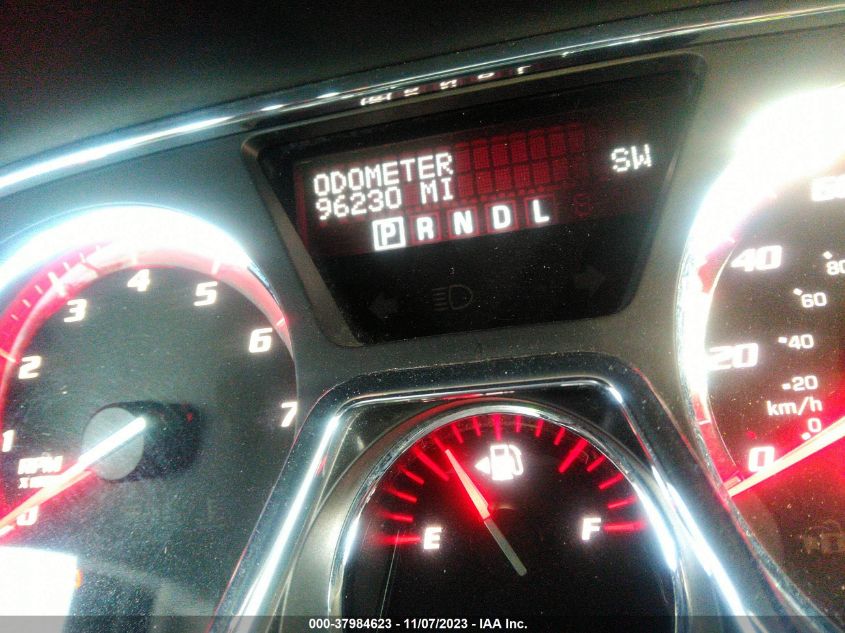 ODOMETER
96230 MI
SW
P R N D L
0 1 2 3 4 5 6 7
RPM
E F
0 20 40
0 20 40 60 80
km/h
000-37984623 - 11/07/2023 - IAA Inc.